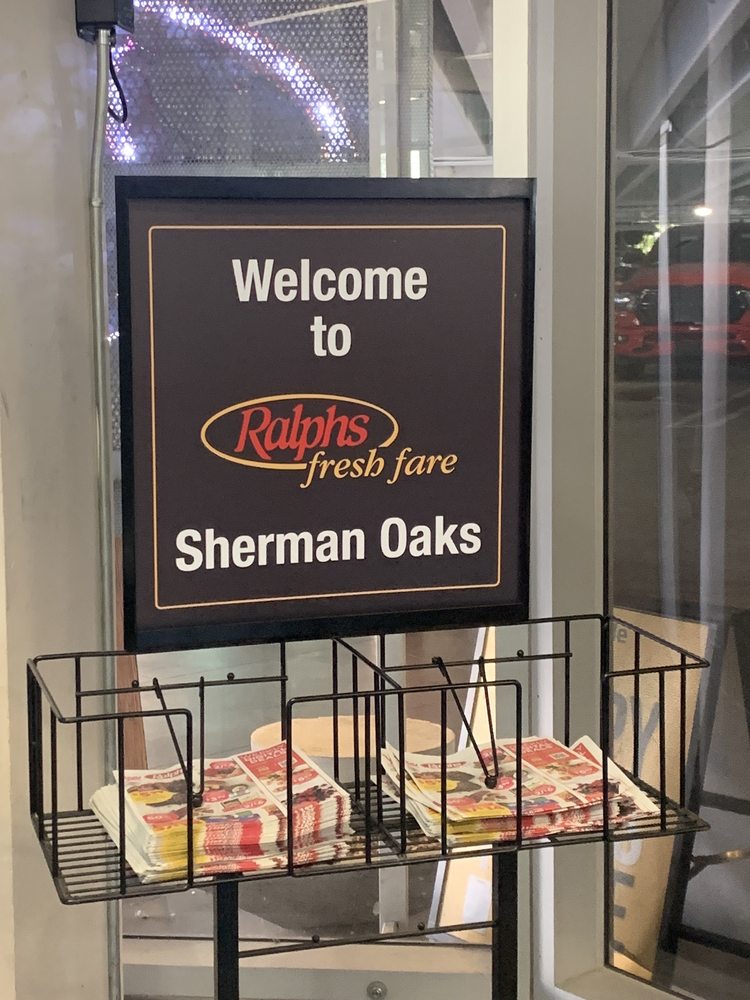 Welcome
to
Ralphs
fresh fare
Sherman Oaks